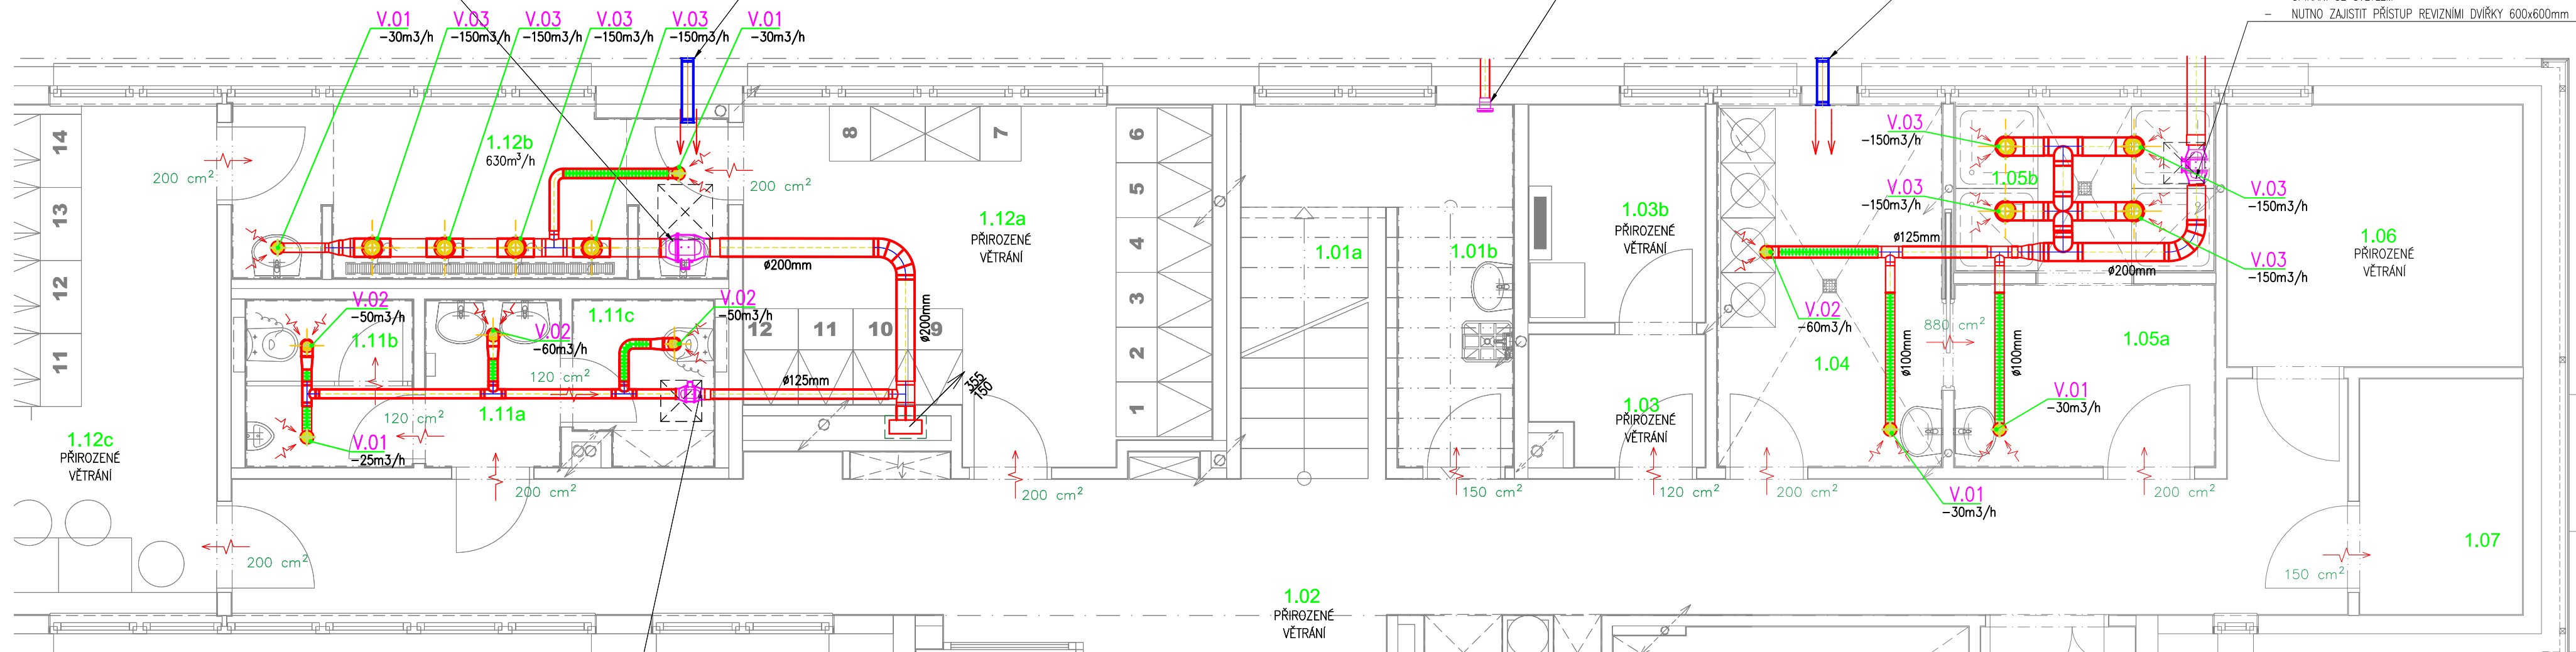 – NUTNO ZAJISTIT PŘÍSTUP REVIZNÍMI DVÍŘKY 600x600mm
V.01
-30m3/h
V.03
-150m3/h
V.03
-150m3/h
V.03
-150m3/h
V.03
-150m3/h
V.01
-30m3/h
14
13
12
11
200 cm²
1.12b
630m³/h
200 cm²
8
7
6
5
4
3
2
1
1.12a
PŘIROZENÉ
VĚTRÁNÍ
ø200mm
ø200mm
12
11
10
9
ø125mm
355
150
V.02
-50m3/h
1.11b
V.02
-60m3/h
1.11c
V.02
-50m3/h
120 cm²
120 cm²
1.11a
V.01
-25m3/h
1.12c
PŘIROZENÉ
VĚTRÁNÍ
200 cm²
200 cm²
200 cm²
1.01a
1.01b
150 cm²
1.03b
PŘIROZENÉ
VĚTRÁNÍ
1.03
PŘIROZENÉ
VĚTRÁNÍ
120 cm²
V.03
-150m3/h
V.03
-150m3/h
1.05b
V.03
-150m3/h
V.03
-150m3/h
ø125mm
ø200mm
V.02
-60m3/h
1.04
ø100mm
880 cm²
ø100mm
1.05a
V.01
-30m3/h
200 cm²
V.01
-30m3/h
200 cm²
1.06
PŘIROZENÉ
VĚTRÁNÍ
1.07
150 cm²
1.02
PŘIROZENÉ
VĚTRÁNÍ